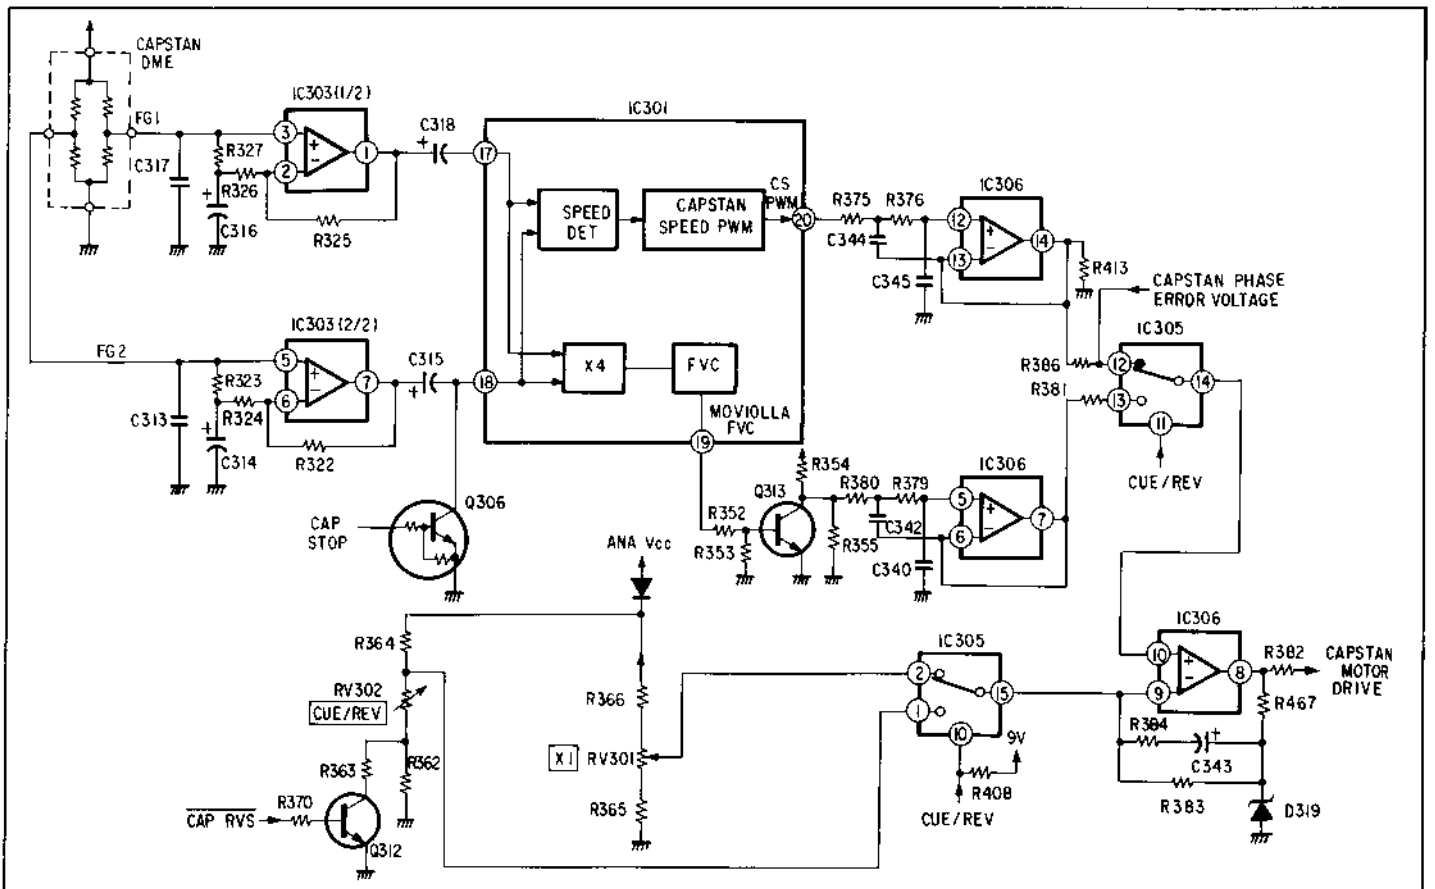 CAPSTAN
DME
FG1
C317
R327
R326
C316
IC303(1/2)
3
2
1
R325
C318
17
IC301
SPEED
DET
CAPSTAN
SPEED PWM
CS
PWM
20
R375
R376
C344
C345
IC306
12
13
14
R413
CAPSTAN PHASE
ERROR VOLTAGE
IC305
R386
12
R381
13
14
11
CUE/REV
FG2
C313
R323
R324
C314
IC303(2/2)
5
6
7
R322
C315
18
X4
FVC
MOVIOLLA
FVC
19
CAP
STOP
Q306
R352
R353
Q313
R354
R355
R380
R379
C342
C340
IC306
5
6
7
ANA Vcc
R364
RV302
CUE/REV
R363
R362
CAP RVS
R370
Q312
R366
X1
RV301
R365
IC305
2
1
15
10
9V
R408
CUE/REV
IC306
10
9
8
R382
CAPSTAN
MOTOR
DRIVE
R467
R384
C343
R383
D319